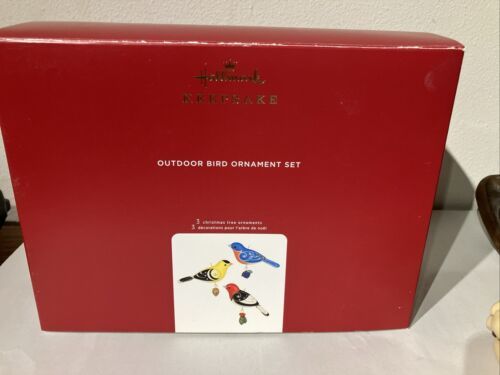 Hallmark
KEEPSAKE
OUTDOOR BIRD ORNAMENT SET
3 christmas tree ornaments
3 décorations pour l'arbre de noël